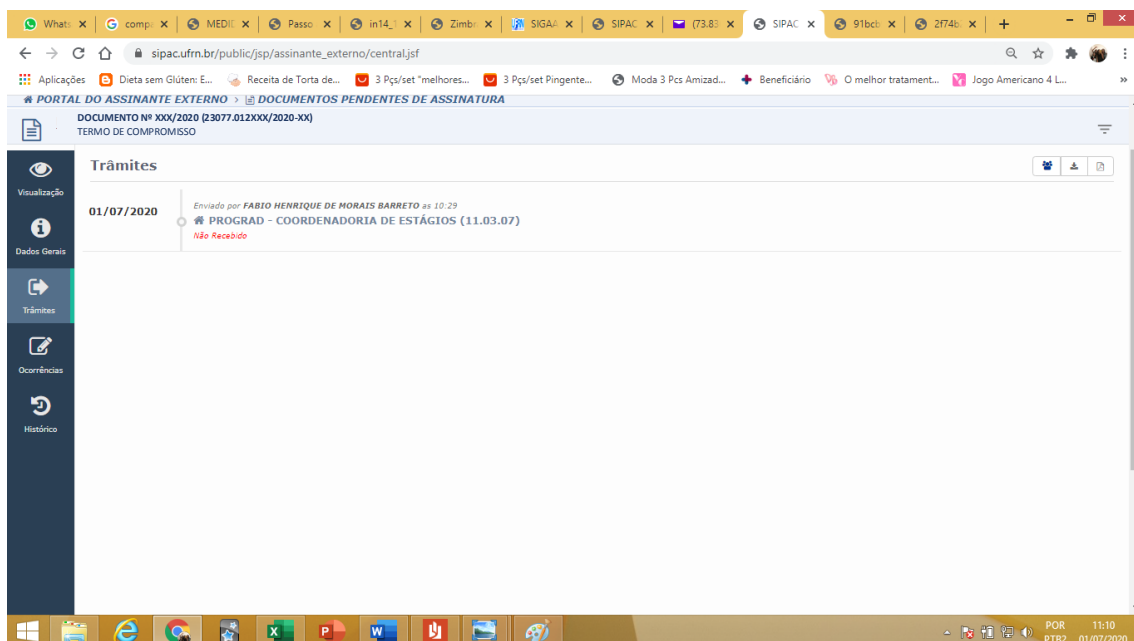 Whats
G comp
MEDIE
Passo
in14_1
Zimbr
SIGAA
SIPAC
(73.83
SIPAC
91bcb
2f74b.
sipac.ufrn.br/public/jsp/assinante_externo/central.jsf
Aplicações
Dieta sem Glúten: E...
Receita de Torta de...
3 Pçs/set "melhores...
3 Pçs/set Pingente...
Moda 3 Pcs Amizad...
Beneficiário
O melhor tratament...
Jogo Americano 4 L...
»
PORTAL DO ASSINANTE EXTERNO > DOCUMENTOS PENDENTES DE ASSINATURA
DOCUMENTO Nº XXX/2020 (23077.012XXX/2020-XX)
TERMO DE COMPROMISSO
Visualização
Dados Gerais
Trâmites
Ocorrências
Histórico
Trâmites
01/07/2020
Enviado por FABIO HENRIQUE DE MORAIS BARRETO as 10:29
PROGRAD - COORDENADORIA DE ESTÁGIOS (11.03.07)
Não Recebido
POR 11:10
PTB2 01/07/2020